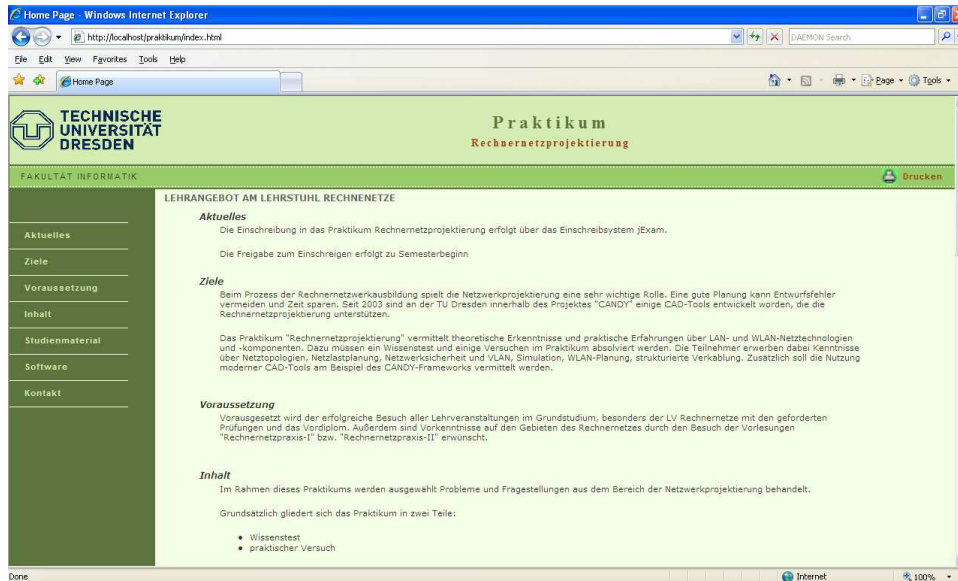 Home Page - Windows Internet Explorer
http://localhost/praktikum/index.html
DAEMON Search
File Edit View Favorites Tools Help
Home Page
Page Tools
TECHNISCHE
UNIVERSITÄT
DRESDEN
Praktikum
Rechnernetzprojektierung
FAKULTÄT INFORMATIK
Drucken
LEHRANGEBOT AM LEHRSTUHL RECHNENETZE
Aktuelles
Ziele
Voraussetzung
Inhalt
Studienmaterial
Software
Kontakt
Aktuelles
Die Einschreibung in das Praktikum Rechnernetzprojektierung erfolgt über das Einschreibsystem jExam.
Die Freigabe zum Einschreigen erfolgt zu Semesterbeginn
Ziele
Beim Prozess der Rechnernetzwerkausbildung spielt die Netzwerkprojektierung eine sehr wichtige Rolle. Eine gute Planung kann Entwurfsfehler
vermeiden und Zeit sparen. Seit 2003 sind an der TU Dresden innerhalb des Projektes "CANDY" einige CAD-Tools entwickelt worden, die die
Rechnernetzprojektierung unterstützen.
Das Praktikum "Rechnernetzprojektierung" vermittelt theoretische Erkenntnisse und praktische Erfahrungen über LAN- und WLAN-Netztechnologien
und -komponenten. Dazu müssen ein Wissenstest und einige Versuchen im Praktikum absolviert werden. Die Teilnehmer erwerben dabei Kenntnisse
über Netztopologien, Netzlastplanung, Netzwerksicherheit und VLAN, Simulation, WLAN-Planung, strukturierte Verkablung. Zusätzlich soll die Nutzung
moderner CAD-Tools am Beispiel des CANDY-Frameworks vermittelt werden.
Voraussetzung
Vorausgesetzt wird der erfolgreiche Besuch aller Lehrveranstaltungen im Grundstudium, besonders der LV Rechnernetze mit den geforderten
Prüfungen und das Vordiplom. Außerdem sind Vorkenntnisse auf den Gebieten des Rechnernetzes durch den Besuch der Vorlesungen
"Rechnernetzpraxis-I" bzw. "Rechnernetzpraxis-II" erwünscht.
Inhalt
Im Rahmen dieses Praktikums werden ausgewählt Probleme und Fragestellungen aus dem Bereich der Netzwerkprojektierung behandelt.
Grundsätzlich gliedert sich das Praktikum in zwei Teile:
• Wissenstest
• praktischer Versuch
Done
Internet
100%